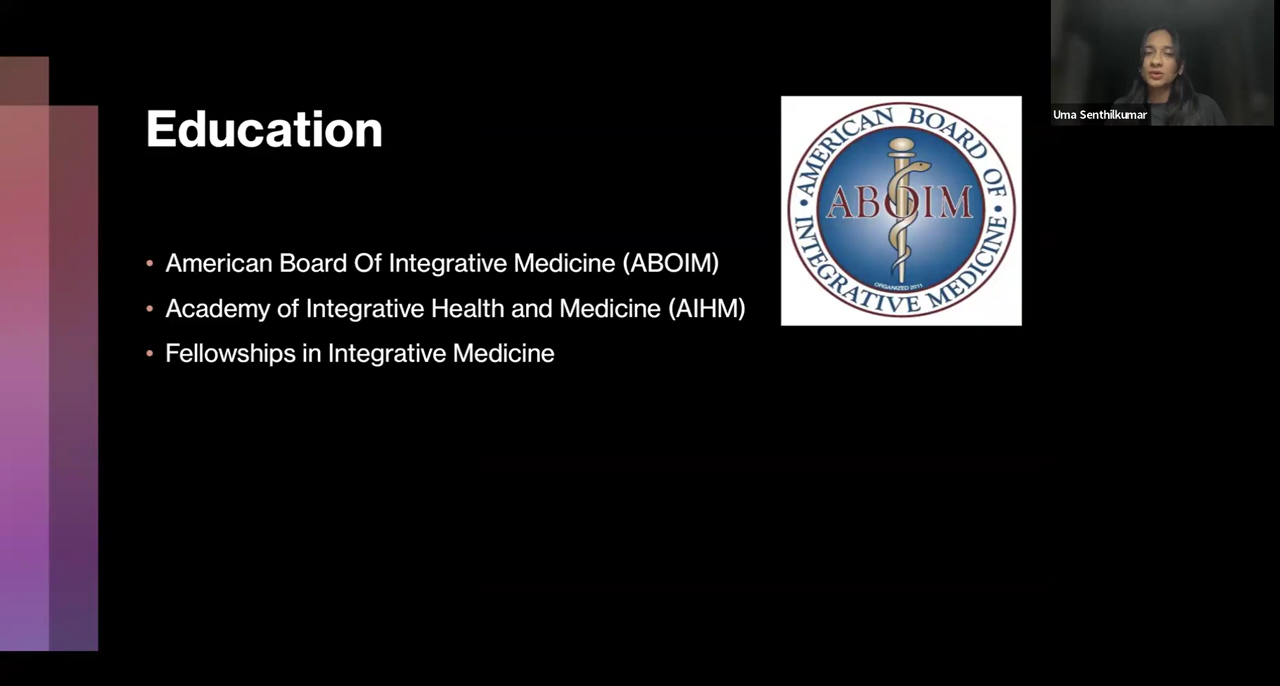 Education
• American Board Of Integrative Medicine (ABOIM)
• Academy of Integrative Health and Medicine (AIHM)
• Fellowships in Integrative Medicine
• AMERICAN BOARD OF •
INTEGRATIVE MEDICINE
ABOIM
ORGANIZED 2011
Uma Senthilkumar